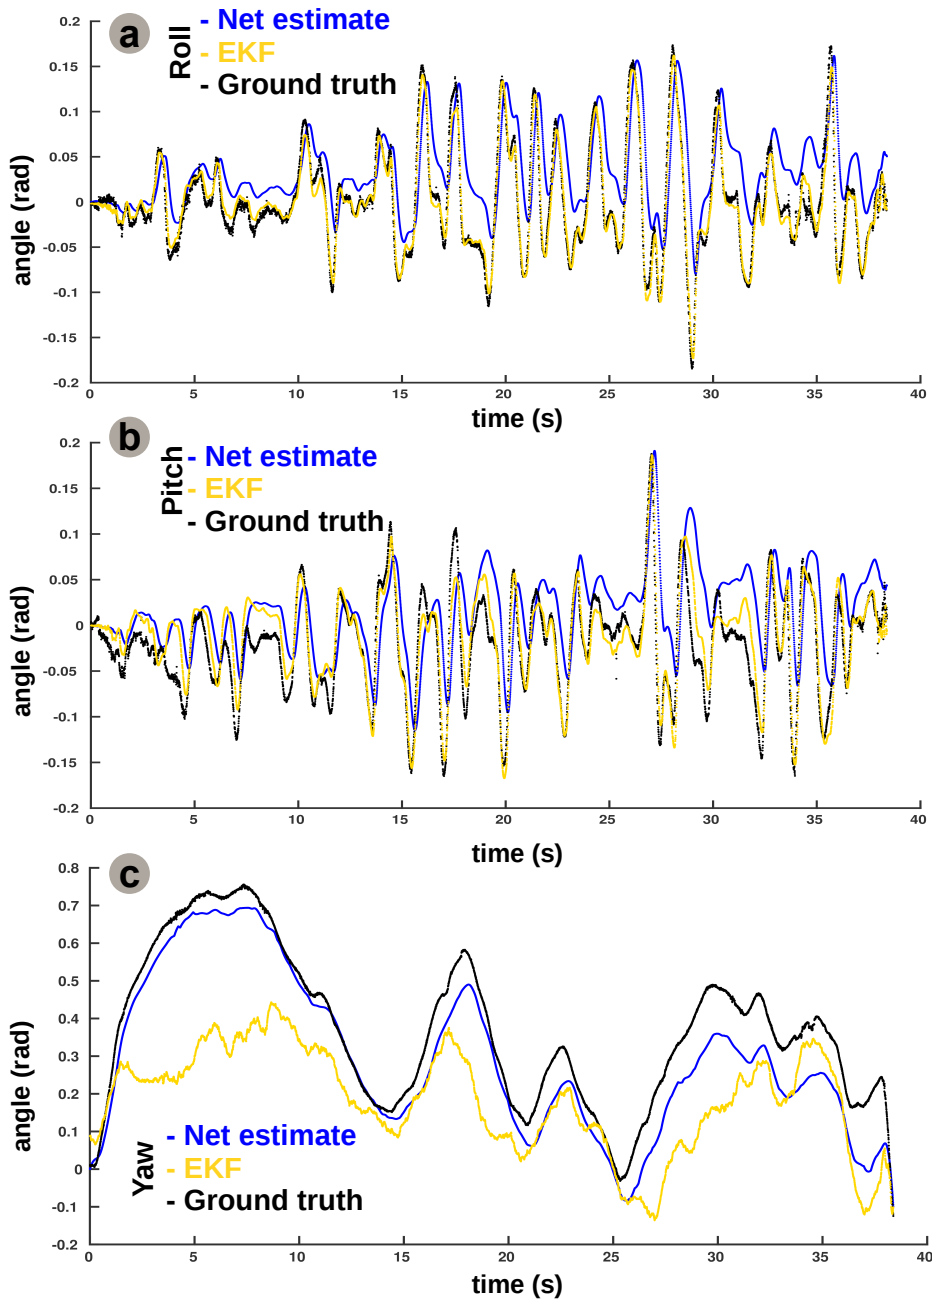 a
Roll
- Net estimate
- EKF
- Ground truth
angle (rad)
0.2
0.15
0.1
0.05
0
-0.05
-0.1
-0.15
-0.2
0 5 10 15 20 25 30 35 40
time (s)
b
Pitch
- Net estimate
- EKF
- Ground truth
angle (rad)
0.2
0.15
0.1
0.05
0
-0.05
-0.1
-0.15
-0.2
0 5 10 15 20 25 30 35 40
time (s)
c
angle (rad)
0.8
0.7
0.6
0.5
0.4
0.3
0.2
0.1
0
-0.1
-0.2
Yaw
- Net estimate
- EKF
- Ground truth
0 5 10 15 20 25 30 35 40
time (s)